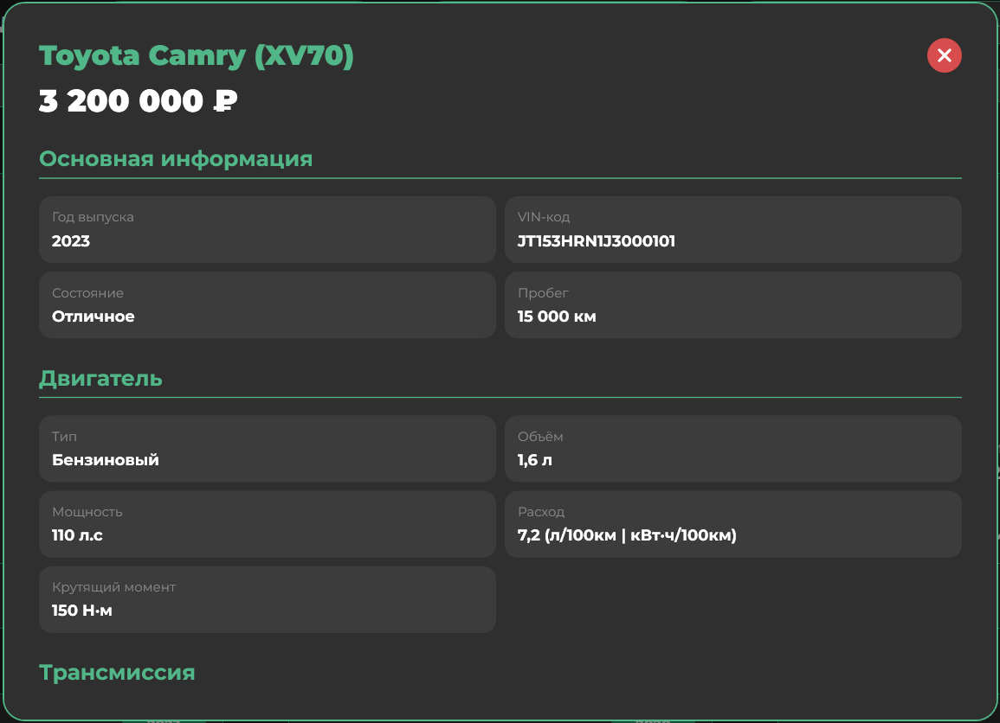 Toyota Camry (XV70)
3 200 000 ₽
Основная информация
Год выпуска
2023
VIN-код
JT153HRN1J3000101
Состояние
Отличное
Пробег
15 000 км
Двигатель
Тип
Бензиновый
Объём
1,6 л
Мощность
110 л.с
Расход
7,2 (л/100км | кВт·ч/100км)
Крутящий момент
150 Н·м
Трансмиссия